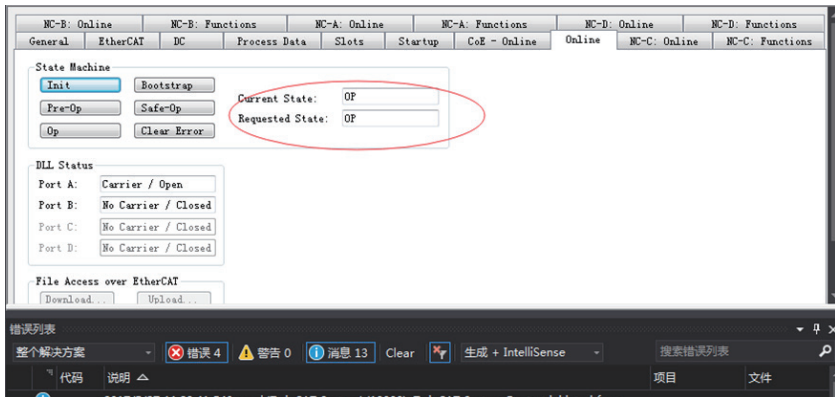 NC-B: Online NC-B: Functions NC-A: Online NC-A: Functions NC-D: Online NC-D: Functions
General EtherCAT DC Process Data Slots Startup CoE - Online Online NC-C: Online NC-C: Functions
State Machine
Init Bootstrap
Current State: OP
Pre-Op Safe-Op
Requested State: OP
Op Clear Error
DLL Status
Port A: Carrier / Open
Port B: No Carrier / Closed
Port C: No Carrier / Closed
Port D: No Carrier / Closed
File Access over EtherCAT
Download... Upload...
错误列表
整个解决方案 错误 4 警告 0 消息 13 Clear 生成 + IntelliSense 搜索错误列表
代码 说明 项目 文件